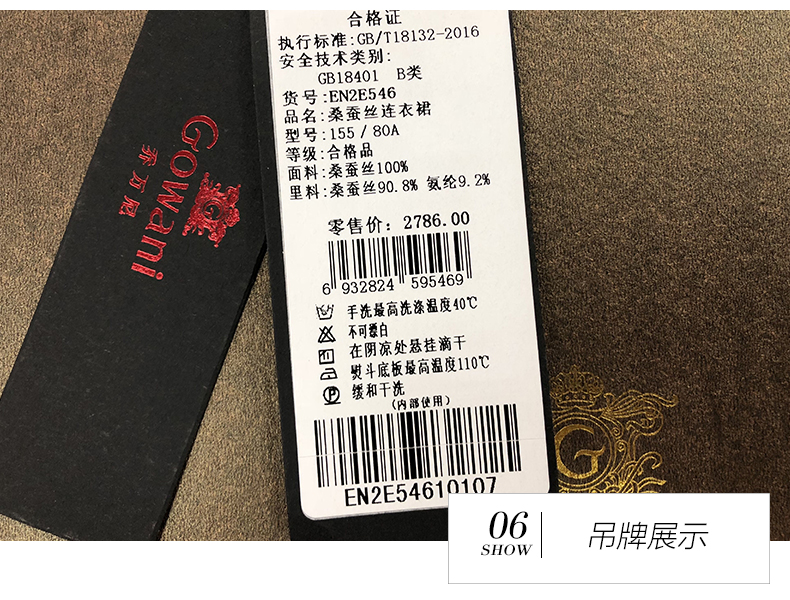 合格证
执行标准:GB/T18132-2016
安全技术类别:
GB18401 B类
货号:EN2E546
品名:桑蚕丝连衣裙
型号:155/80A
等级:合格品
面料:桑蚕丝100%
里料:桑蚕丝90.8% 氨纶9.2%
零售价: 2786.00
6 932824 595469
手洗最高洗涤温度40℃
不可漂白
在阴凉处悬挂滴干
熨斗底板最高温度110℃
缓和干洗
(内部使用)
EN2E54610107
Gowani
乔万尼
G
G
06
SHOW
吊牌展示